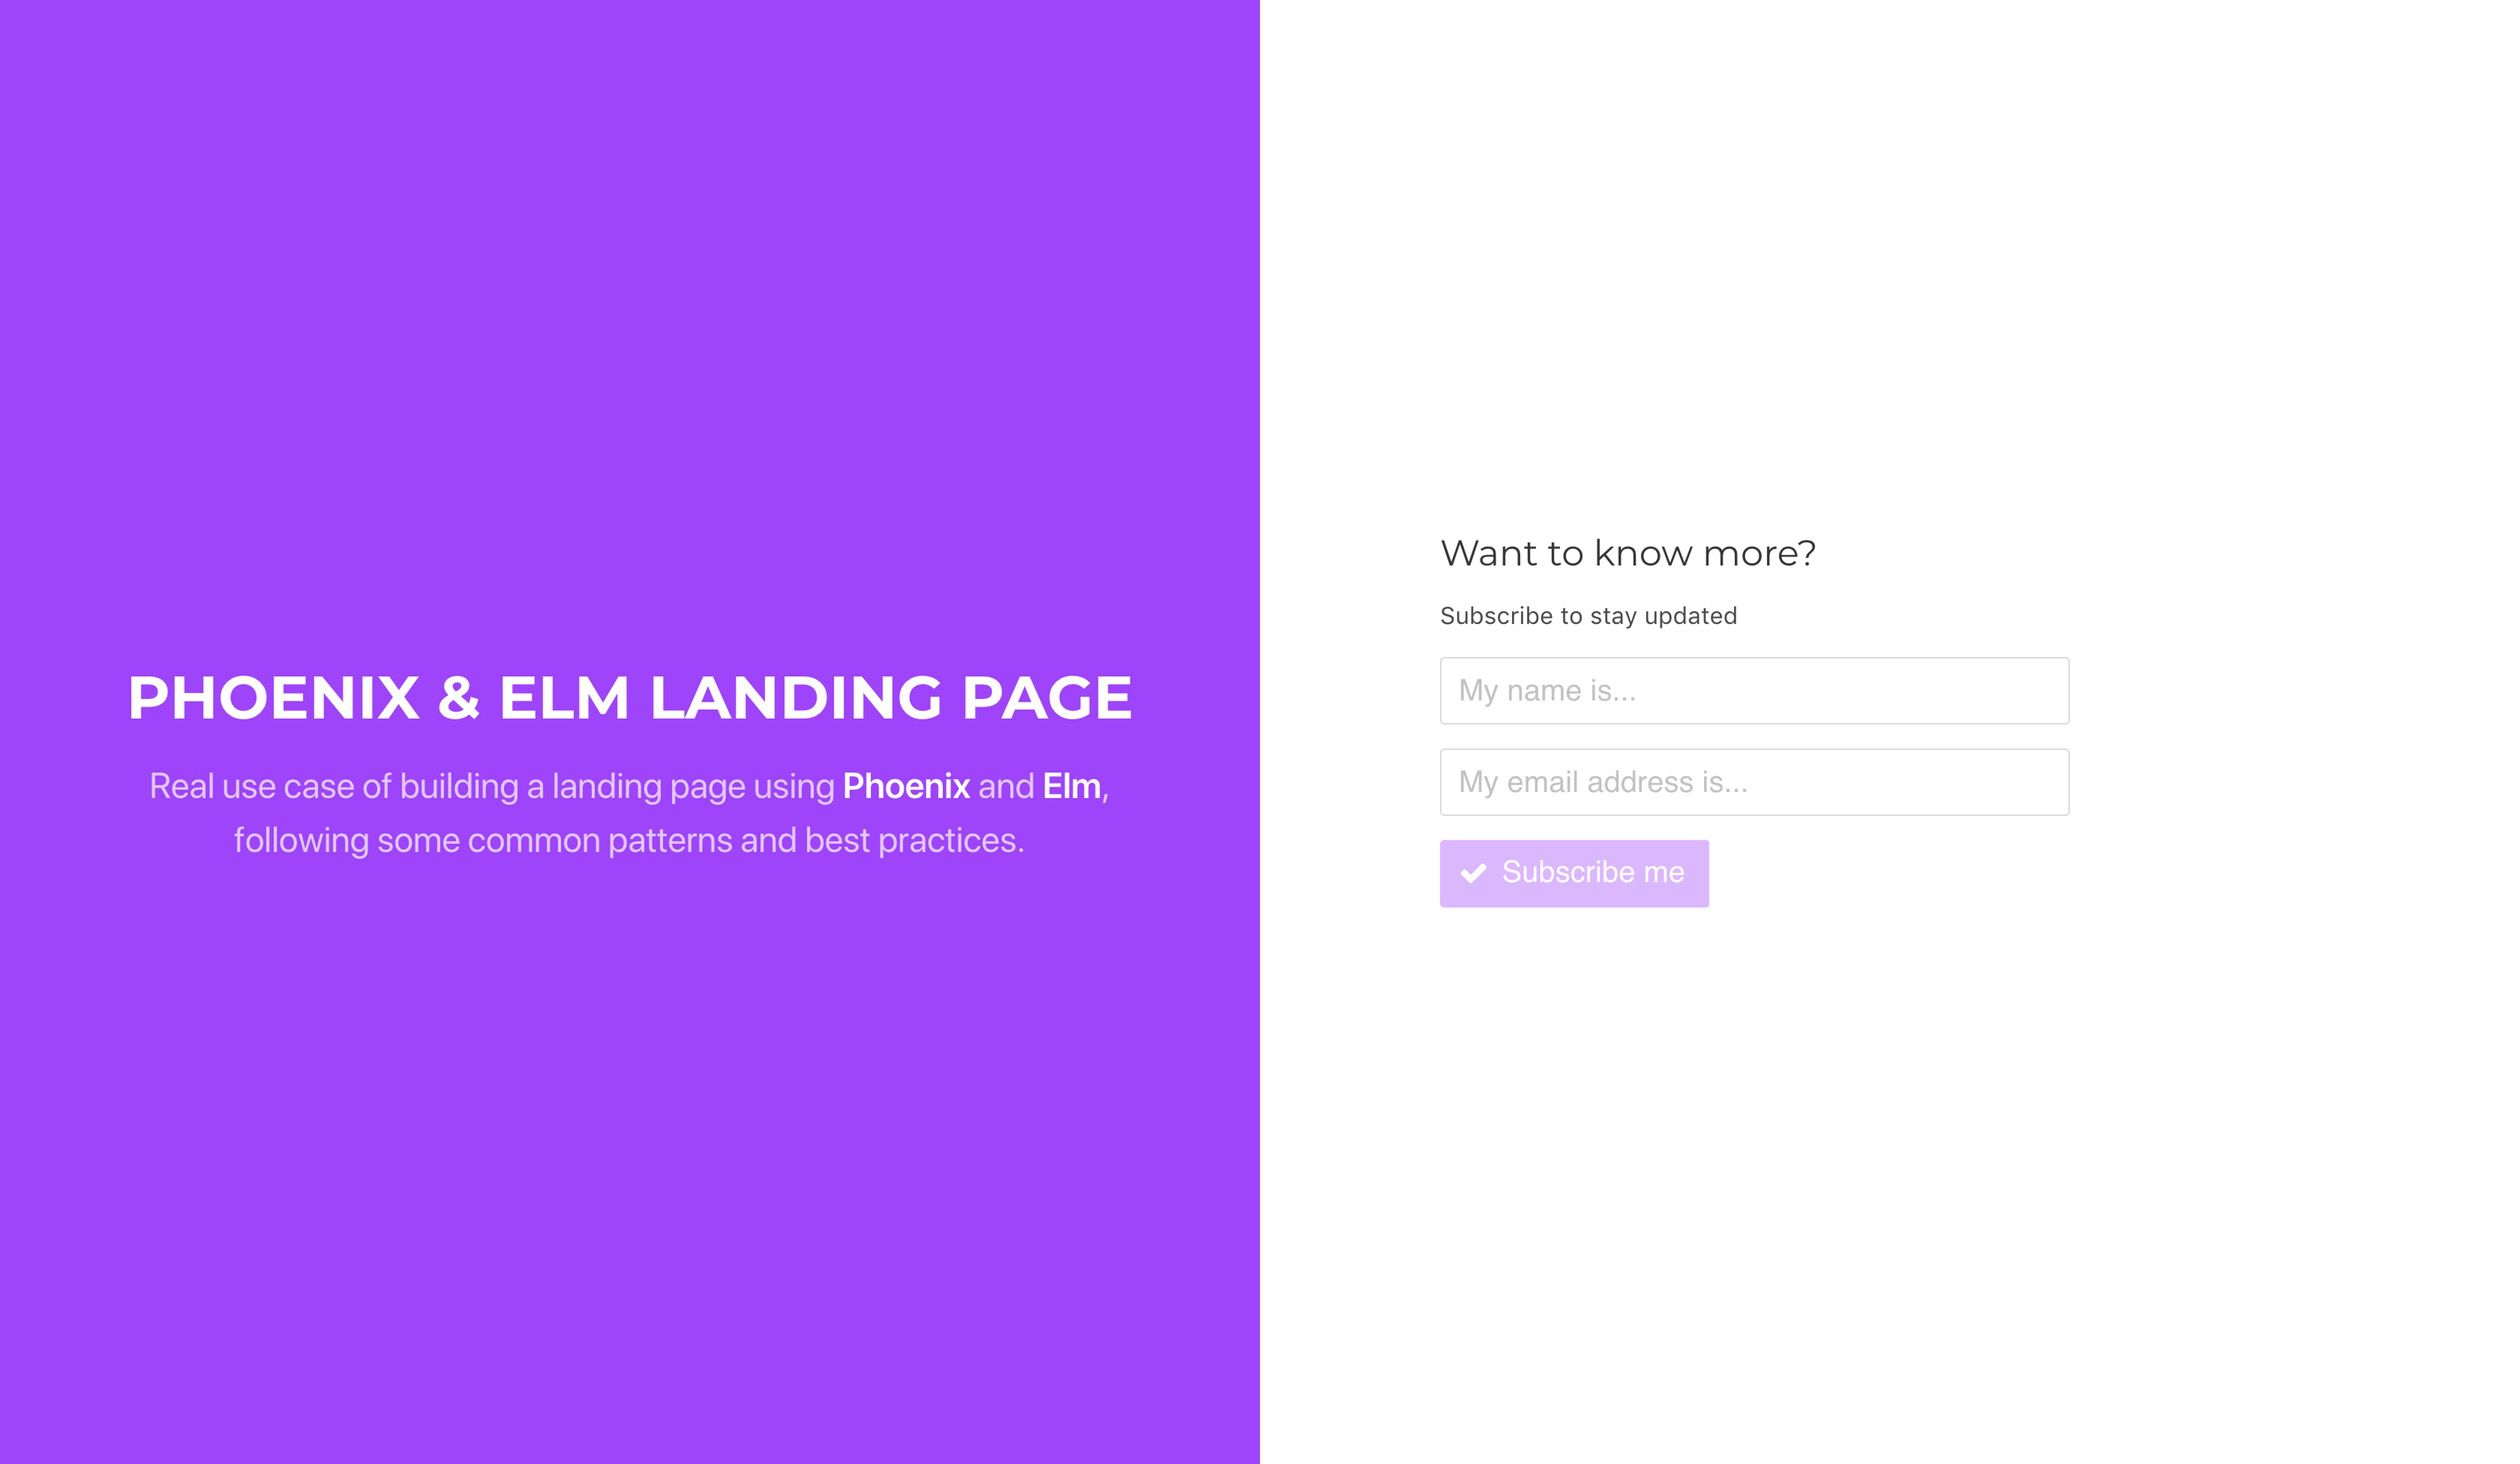 PHOENIX & ELM LANDING PAGE
Real use case of building a landing page using Phoenix and Elm,
following some common patterns and best practices.
Want to know more?
Subscribe to stay updated
My name is...
My email address is...
Subscribe me